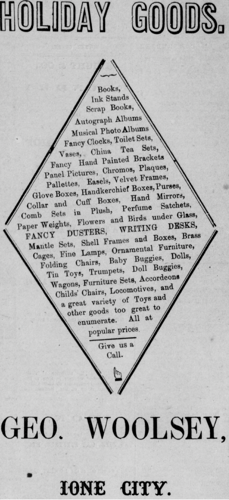 HOLIDAY GOODS.
Books,
Ink Stands
Scrap Books,
Autograph Albums
Musical Photo Albums
Fancy Clocks, Toilet Sets,
Vases, China Tea Sets,
Fancy Hand Painted Brackets
Panel Pictures, Chromos, Plaques,
Pallettes, Easels, Velvet Frames,
Glove Boxes, Handkerchief Boxes, Purses,
Collar and Cuff Boxes, Hand Mirrors,
Comb Sets in Plush, Perfume Satchets,
Paper Weights, Flowers and Birds under Glass,
FANCY DUSTERS, WRITING DESKS,
Mantle Sets, Shell Frames and Boxes, Brass
Cages, Fine Lamps, Ornamental Furniture,
Folding Chairs, Baby Buggies, Dolls,
Tin Toys, Trumpets, Doll Buggies,
Wagons, Furniture Sets, Accordeons
Childs' Chairs, Locomotives, and
a great variety of Toys and
other goods too great to
enumerate. All at
popular prices
Give us a
Call.
GEO. WOOLSEY,
IONE CITY.